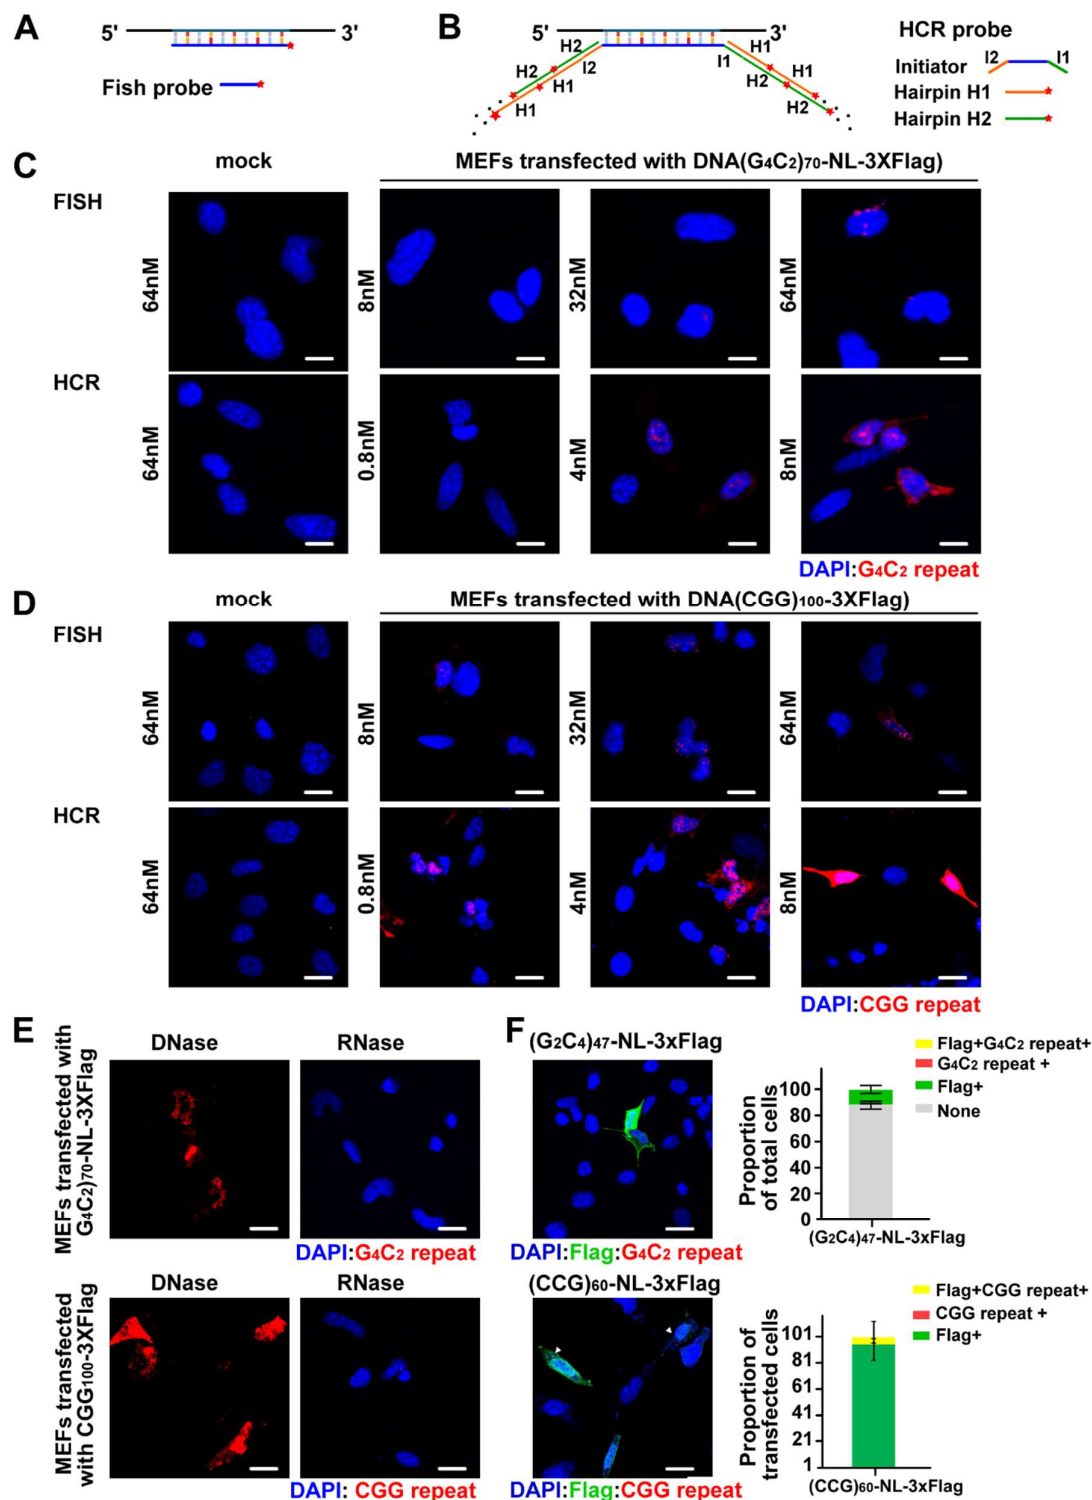 A
5'
3'
Fish probe
B
5'
3'
H2
H2
H1
H1
I2
I1
H1
H1
H2
H2
HCR probe
Initiator
I2
I1
Hairpin H1
Hairpin H2
C
mock
MEFs transfected with DNA(G₄C₂)₇₀-NL-3XFlag)
FISH
64nM
8nM
32nM
64nM
HCR
64nM
0.8nM
4nM
8nM
DAPI:G₄C₂ repeat
D
mock
MEFs transfected with DNA(CGG)₁₀₀-3XFlag)
FISH
64nM
8nM
32nM
64nM
HCR
64nM
0.8nM
4nM
8nM
DAPI:CGG repeat
E
DNase
RNase
MEFs transfected with
G₄C₂)₇₀-NL-3XFlag
DAPI:G₄C₂ repeat
DNase
RNase
MEFs transfected
with CGG₁₀₀-3XFlag
DAPI: CGG repeat
F
(G₂C₄)₄₇-NL-3xFlag
DAPI:Flag:G₄C₂ repeat
Flag+G₄C₂ repeat+
G₄C₂ repeat +
Flag+
None
Proportion
of total cells
100
80
60
40
20
0
(G₂C₄)₄₇-NL-3xFlag
(CCG)₆₀-NL-3xFlag
DAPI:Flag:CGG repeat
Flag+CGG repeat+
CGG repeat +
Flag+
Proportion of
transfected cells
101
81
61
41
21
1
(CCG)₆₀-NL-3xFlag